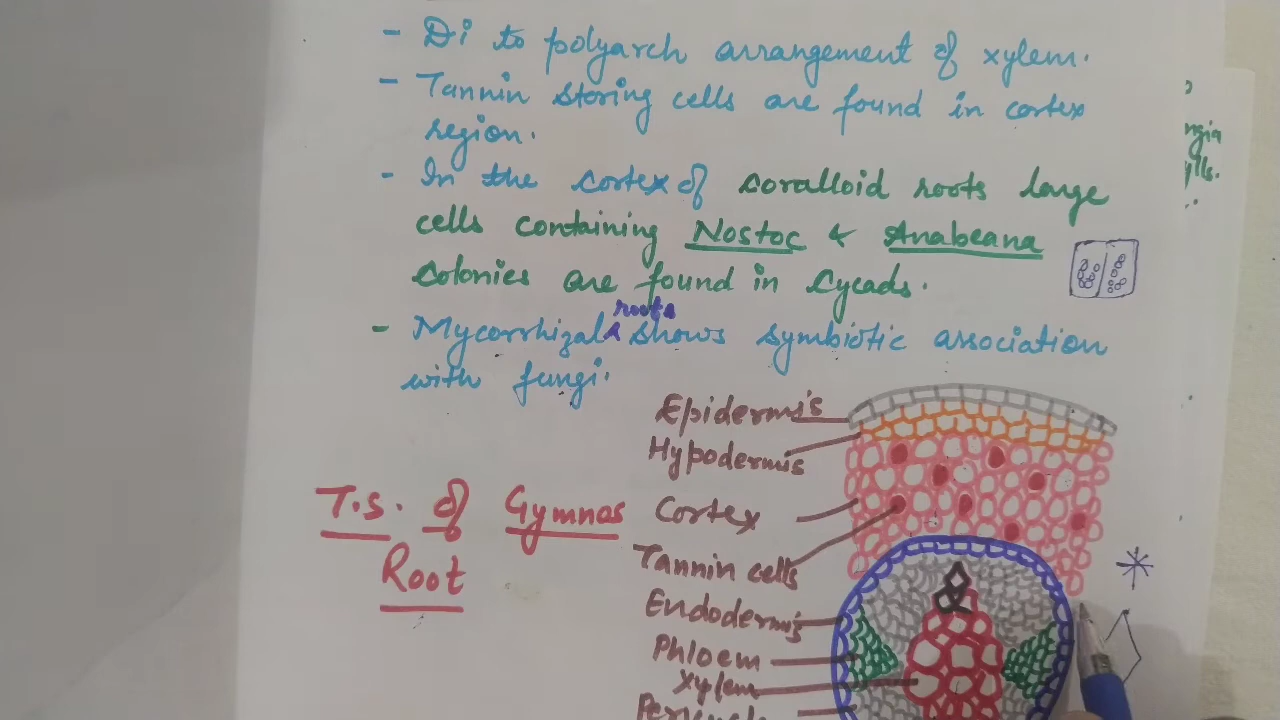 - Di to polyarch arrangement of xylem.
- Tannin storing cells are found in cortex
region.
- In the cortex of coralloid roots large
cells containing Nostoc & Anabeana
colonies are found in Cycads.
roots
- Mycorrhizal shows symbiotic association
with fungi.
T.S. of Gymnos
Root
Epidermis
Hypodermis
Cortex
Tannin cells
Endodermis
Phloem
Xylem